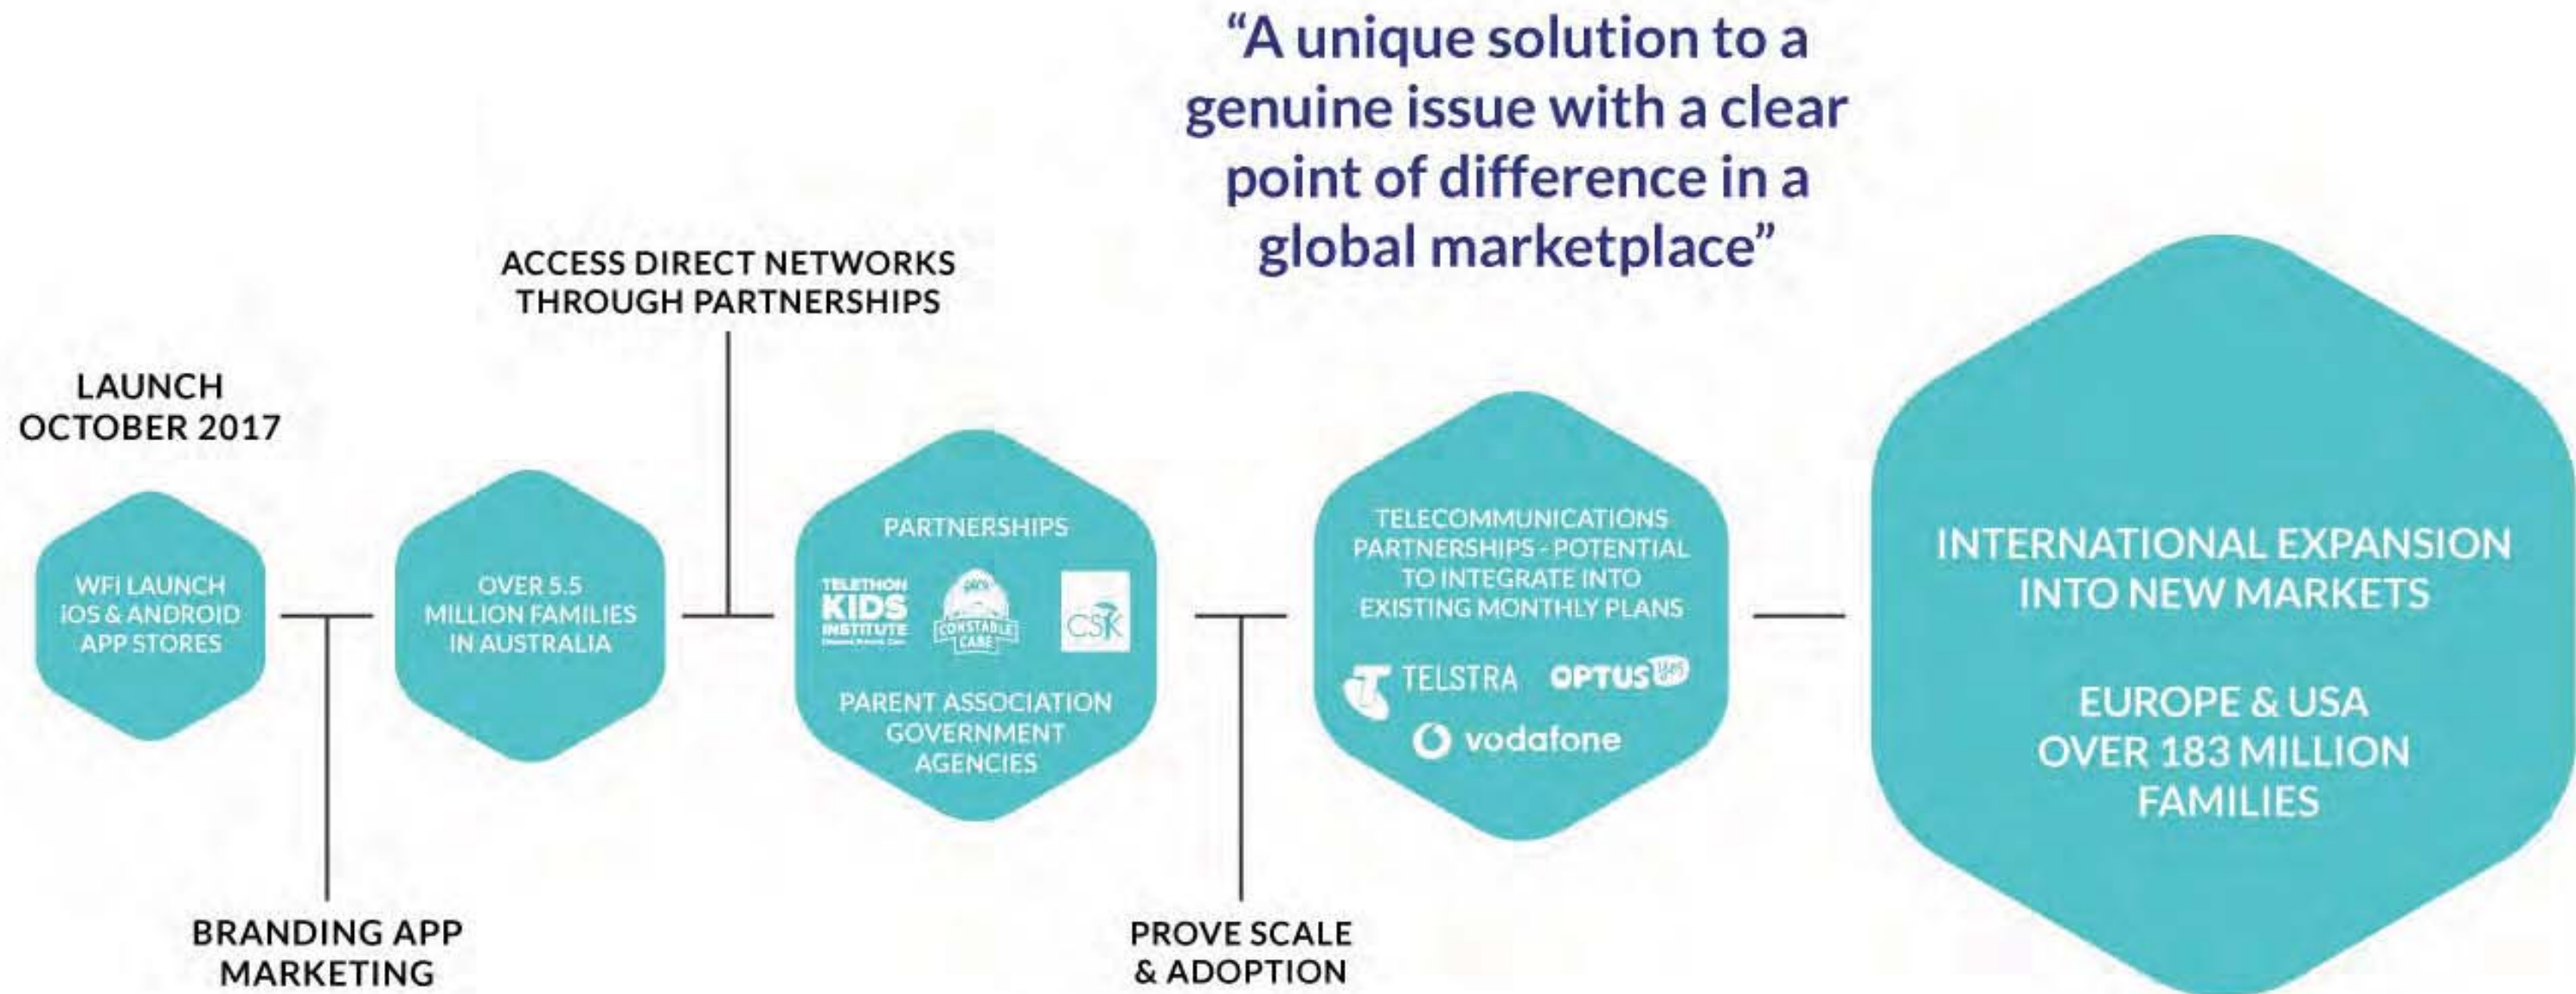 “A unique solution to a
genuine issue with a clear
point of difference in a
global marketplace”
ACCESS DIRECT NETWORKS
THROUGH PARTNERSHIPS
LAUNCH
OCTOBER 2017
WFI LAUNCH
iOS & ANDROID
APP STORES
BRANDING APP
MARKETING
OVER 5.5
MILLION FAMILIES
IN AUSTRALIA
PARTNERSHIPS
TELETHON
KIDS
INSTITUTE
CONSTABLE
CARE
CSK
PARENT ASSOCIATION
GOVERNMENT
AGENCIES
PROVE SCALE
& ADOPTION
TELECOMMUNICATIONS
PARTNERSHIPS - POTENTIAL
TO INTEGRATE INTO
EXISTING MONTHLY PLANS
TELSTRA
OPTUS
vodafone
INTERNATIONAL EXPANSION
INTO NEW MARKETS
EUROPE & USA
OVER 183 MILLION
FAMILIES